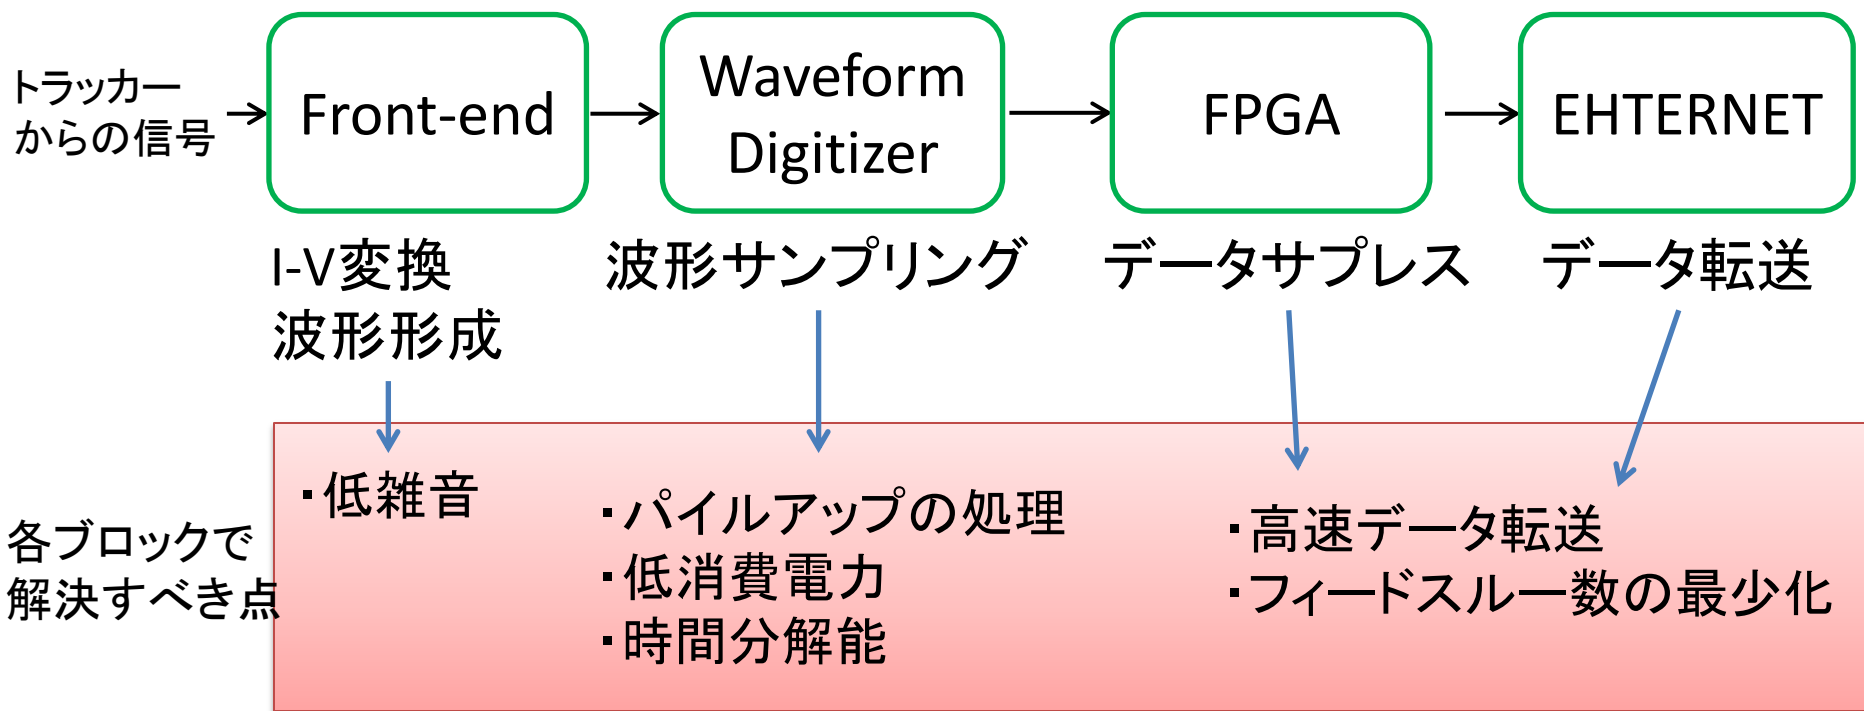 トラッカー
からの信号
Front-end
Waveform
Digitizer
FPGA
EHTERNET
I-V変換
波形形成
波形サンプリング
データサプレス
データ転送
各ブロックで
解決すべき点
・低雑音
・パイルアップの処理
・低消費電力
・時間分解能
・高速データ転送
・フィードスルー数の最少化